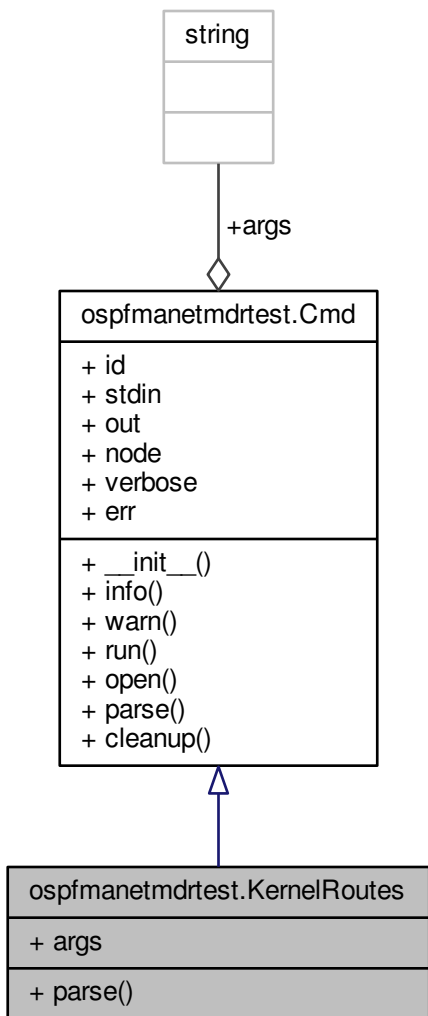 string
+args
ospfmanetmdrtest.Cmd
+ id
+ stdin
+ out
+ node
+ verbose
+ err
+ __init__()
+ info()
+ warn()
+ run()
+ open()
+ parse()
+ cleanup()
ospfmanetmdrtest.KernelRoutes
+ args
+ parse()